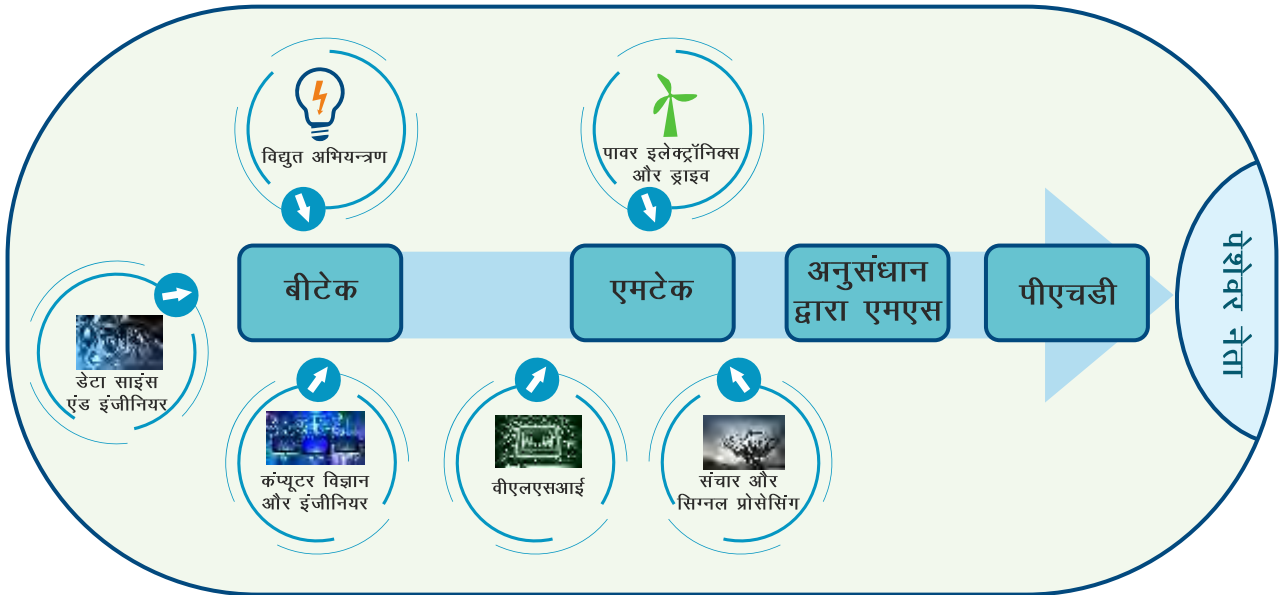 विद्युत अभियन्त्रण
पावर इलेक्ट्रॉनिक्स
और ड्राइव
बीटेक
एमटेक
अनुसंधान
द्वारा एमएस
पीएचडी
पेशेवर नेता
डेटा साइंस
एंड इंजीनियर
कंप्यूटर विज्ञान
और इंजीनियर
वीएलएसआई
संचार और
सिग्नल प्रोसेसिंग